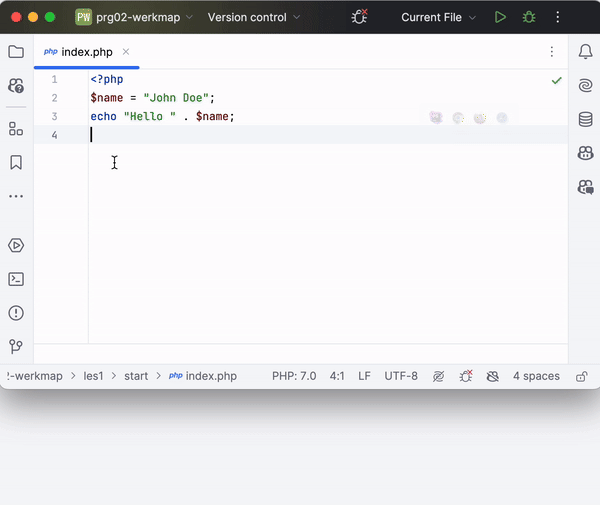 PW prg02-werkmap Version control Current File
php index.php
1 <?php
2 $name = "John Doe";
3 echo "Hello " . $name;
4
2-werkmap > les1 > start > php index.php PHP: 7.0 4:1 LF UTF-8 4 spaces